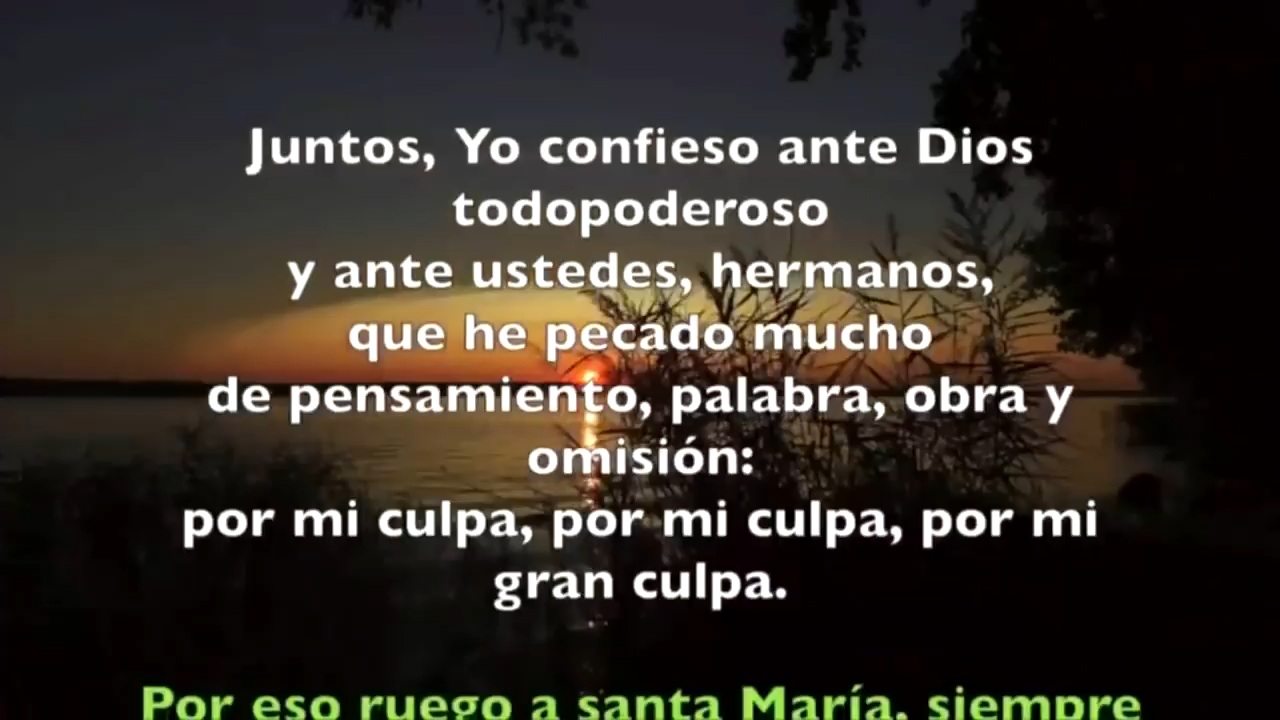 Juntos, Yo confieso ante Dios
todopoderoso
y ante ustedes, hermanos,
que he pecado mucho
de pensamiento, palabra, obra y
omisión:
por mi culpa, por mi culpa, por mi
gran culpa.
Por eso ruego a santa María, siempre